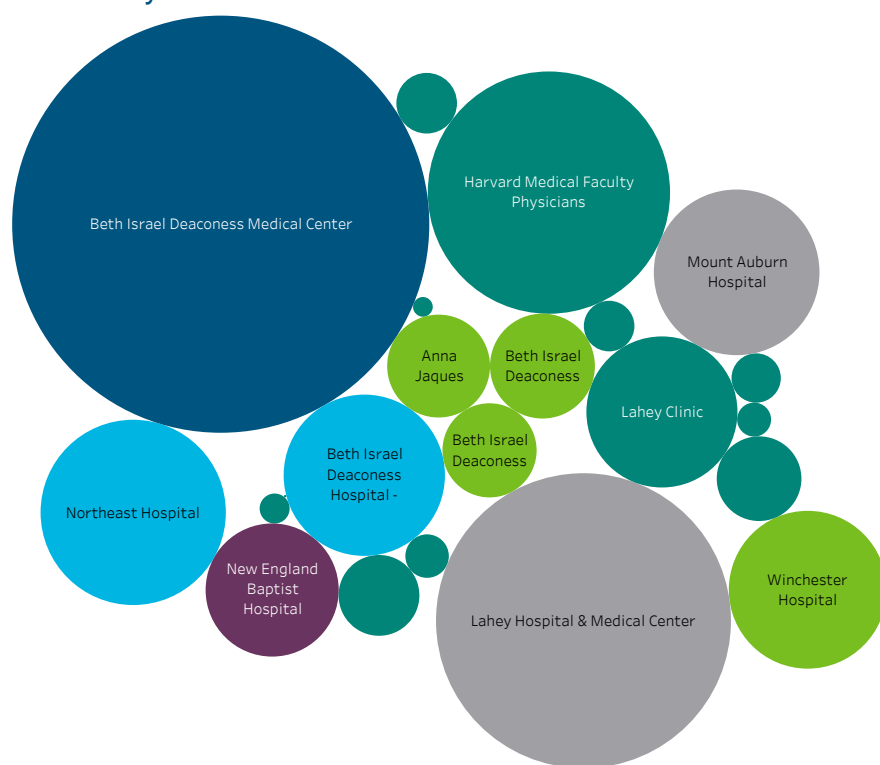 Harvard Medical Faculty
Physicians
Beth Israel Deaconess Medical Center
Mount Auburn
Hospital
Anna
Jaques
Beth Israel
Deaconess
Lahey Clinic
Beth Israel
Deaconess
Beth Israel
Deaconess
Hospital -
Northeast Hospital
New England
Baptist
Hospital
Winchester
Hospital
Lahey Hospital & Medical Center